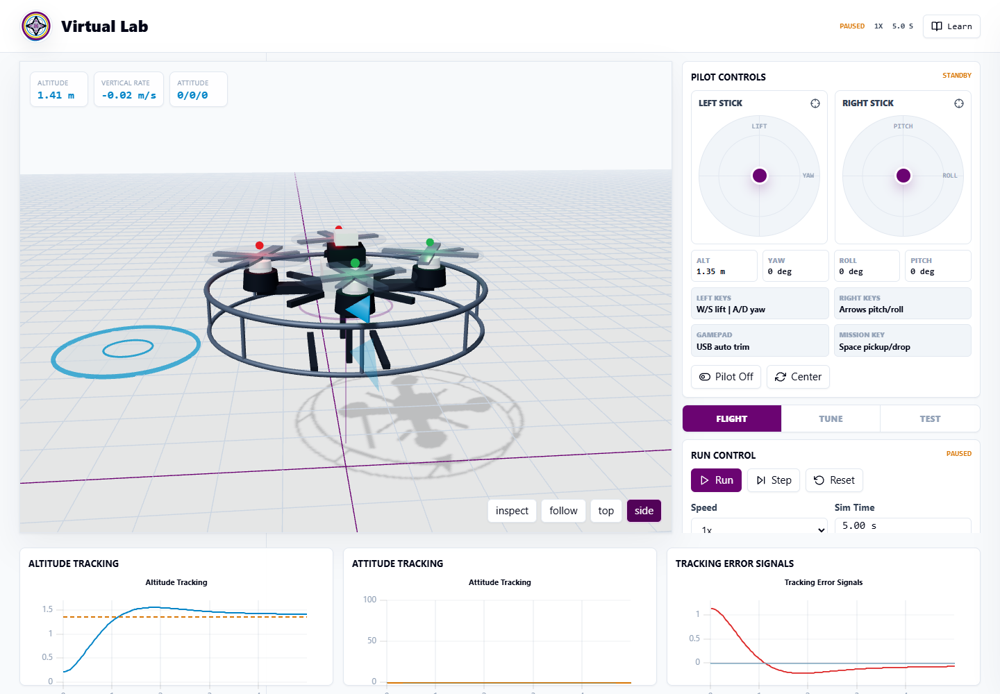 Virtual Lab
PAUSED 1X 5.0 S
Learn
ALTITUDE
1.41 m
VERTICAL RATE
-0.02 m/s
ATTITUDE
0/0/0
inspect
follow
top
side
PILOT CONTROLS
STANDBY
LEFT STICK
LIFT
YAW
RIGHT STICK
PITCH
ROLL
ALT
1.35 m
YAW
0 deg
ROLL
0 deg
PITCH
0 deg
LEFT KEYS
W/S lift | A/D yaw
RIGHT KEYS
Arrows pitch/roll
GAMEPAD
USB auto trim
MISSION KEY
Space pickup/drop
Pilot Off
Center
FLIGHT
TUNE
TEST
RUN CONTROL
PAUSED
Run
Step
Reset
Speed
1x
Sim Time
5.00 s
ALTITUDE TRACKING
Altitude Tracking
1.5
1
0.5
0
ATTITUDE TRACKING
Attitude Tracking
100
50
0
TRACKING ERROR SIGNALS
Tracking Error Signals
1
0.5
0